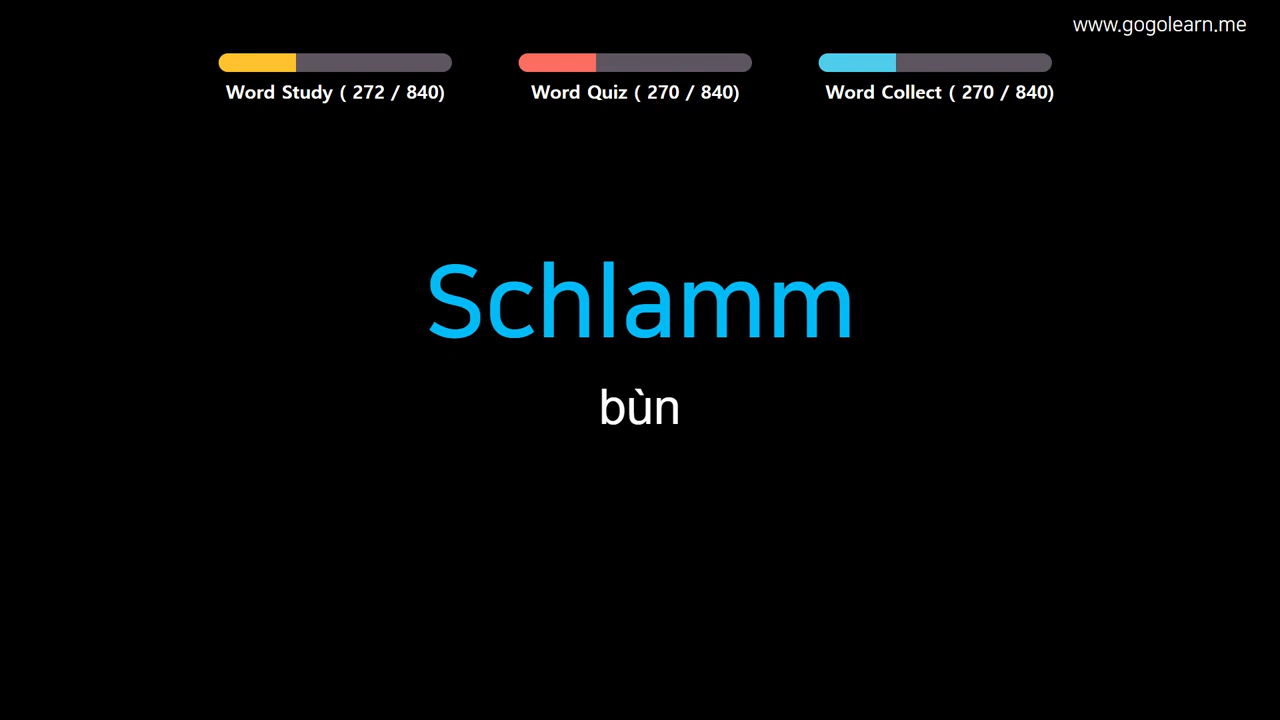 www.gogolearn.me
Word Study ( 272 / 840)
Word Quiz ( 270 / 840)
Word Collect ( 270 / 840)
Schlamm
bùn